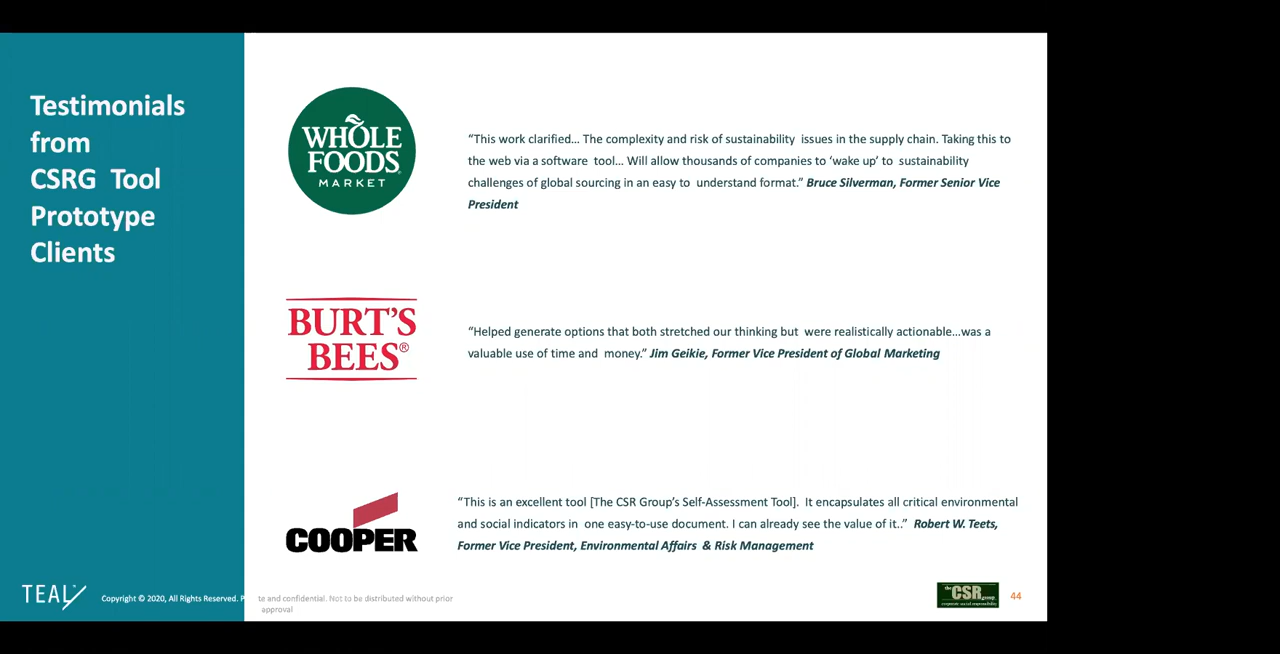 Testimonials
from
CSRG Tool
Prototype
Clients
WHOLE
FOODS
MARKET
“This work clarified... The complexity and risk of sustainability issues in the supply chain. Taking this to
the web via a software tool... Will allow thousands of companies to ‘wake up’ to sustainability
challenges of global sourcing in an easy to understand format.” Bruce Silverman, Former Senior Vice
President
BURT’S
BEES®
“Helped generate options that both stretched our thinking but were realistically actionable...was a
valuable use of time and money.” Jim Geikie, Former Vice President of Global Marketing
COOPER
“This is an excellent tool [The CSR Group’s Self-Assessment Tool]. It encapsulates all critical environmental
and social indicators in one easy-to-use document. I can already see the value of it..” Robert W. Teets,
Former Vice President, Environmental Affairs & Risk Management
TEAL™
Copyright © 2020, All Rights Reserved. P te and confidential. Not to be distributed without prior
approval
the CSR group
corporate social responsibility
44